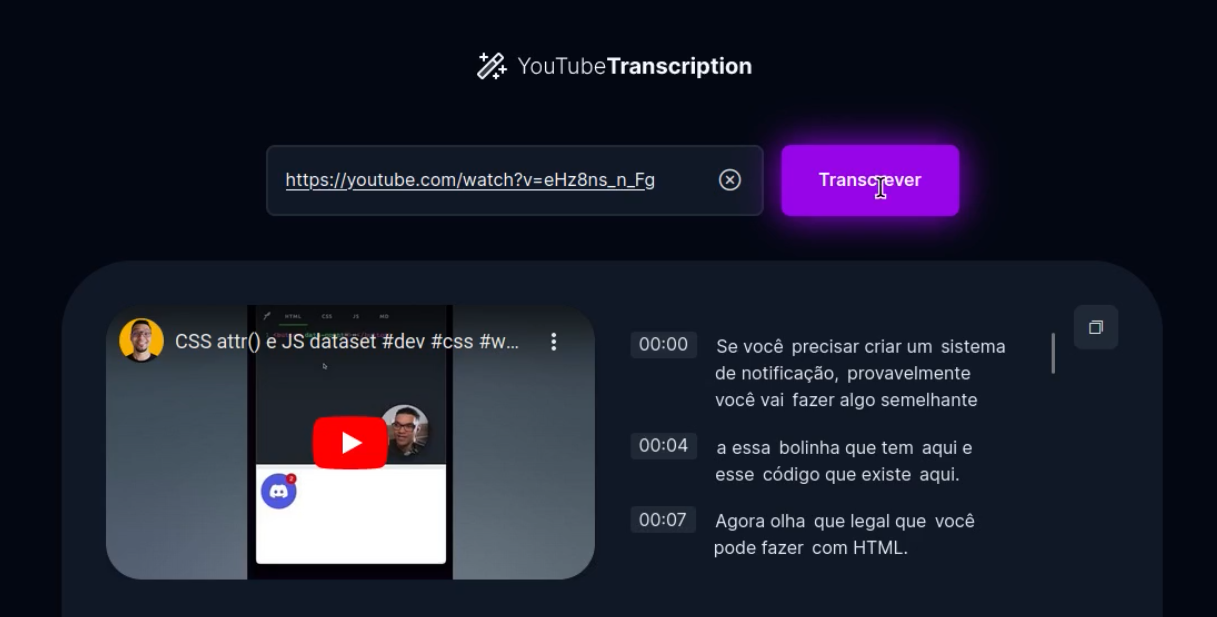 YouTubeTranscription
https://youtube.com/watch?v=eHz8ns_n_Fg
Transcrever
CSS attr() e JS dataset #dev #css #w...
HTML CSS JS MD
2
00:00 Se você precisar criar um sistema
de notificação, provavelmente
você vai fazer algo semelhante
00:04 a essa bolinha que tem aqui e
esse código que existe aqui.
00:07 Agora olha que legal que você
pode fazer com HTML.